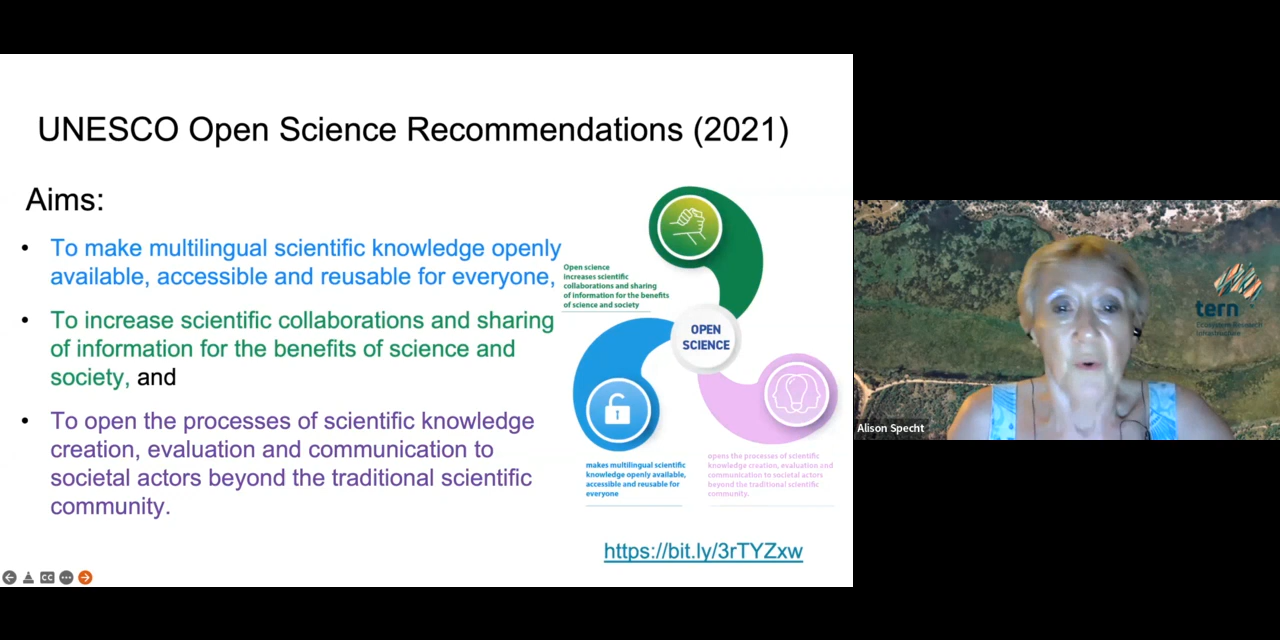 UNESCO Open Science Recommendations (2021)
Aims:
• To make multilingual scientific knowledge openly
available, accessible and reusable for everyone,
• To increase scientific collaborations and sharing
of information for the benefits of science and
society, and
• To open the processes of scientific knowledge
creation, evaluation and communication to
societal actors beyond the traditional scientific
community.
Open science
increases scientific
collaborations and sharing
of information for the benefits
of science and society
OPEN
SCIENCE
makes multilingual scientific
knowledge openly available,
accessible and reusable for
everyone
opens the processes of scientific
knowledge creation, evaluation and
communication to societal actors
beyond the traditional scientific
community.
https://bit.ly/3rTYZxw
CC
tern
Ecosystem Research
Infrastructure
Alison Specht